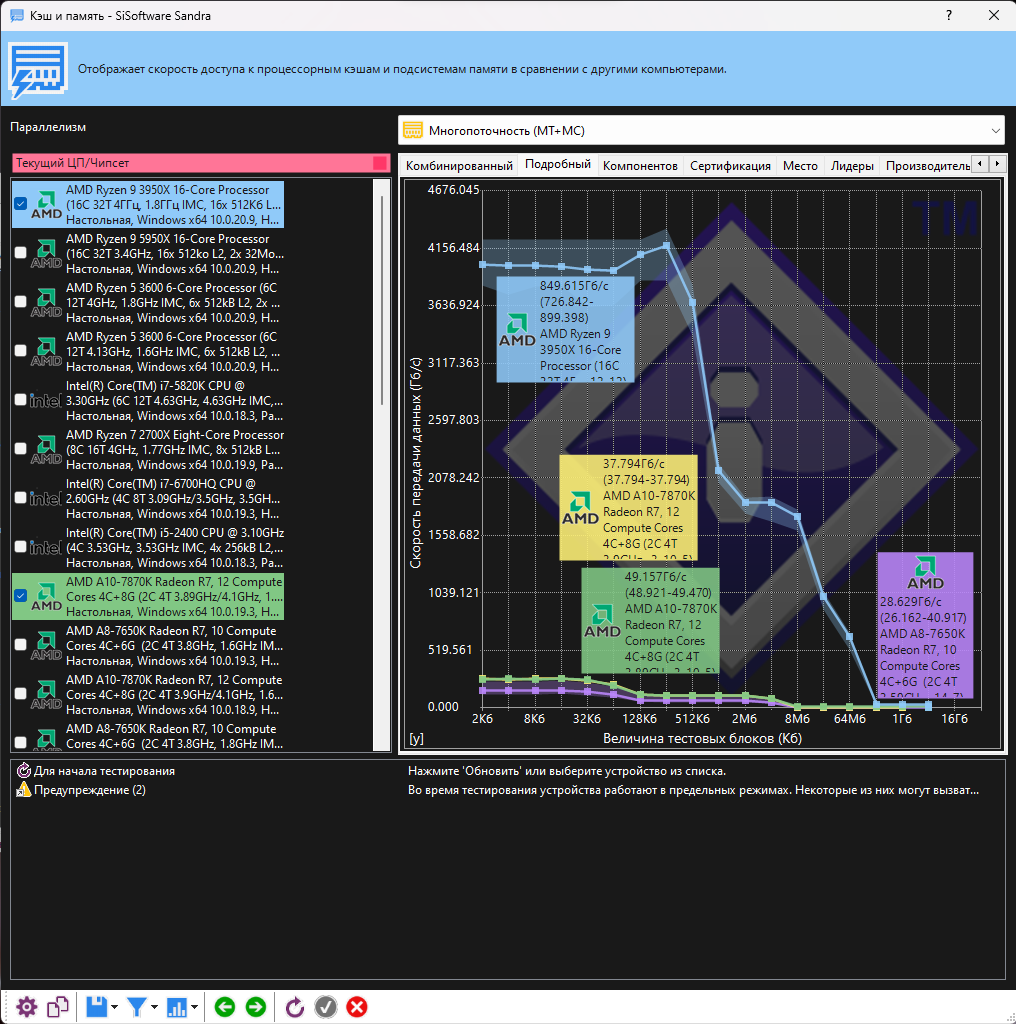 Кэш и память - SiSoftware Sandra
?
Отображает скорость доступа к процессорным кэшам и подсистемам памяти в сравнении с другими компьютерами.
Параллелизм
Многопоточность (МТ+МС)
Текущий ЦП/Чипсет
AMD Ryzen 9 3950X 16-Core Processor
(16C 32T 4ГГц, 1.8ГГц IMC, 16x 512Кб L...
Настольная, Windows x64 10.0.20.9, Н...
AMD Ryzen 9 5950X 16-Core Processor
(16C 32T 3.4GHz, 16x 512ko L2, 2x 32Mo...
Настольная, Windows x64 10.0.20.9, Н...
AMD Ryzen 5 3600 6-Core Processor (6C
12T 4GHz, 1.8GHz IMC, 6x 512kB L2, 2x ...
Настольная, Windows x64 10.0.20.9, Н...
AMD Ryzen 5 3600 6-Core Processor (6C
12T 4.13GHz, 1.6GHz IMC, 6x 512kB L2, ...
Настольная, Windows x64 10.0.20.9, Н...
Intel(R) Core(TM) i7-5820K CPU @
3.30GHz (6C 12T 4.63GHz, 4.63GHz IMC,...
Настольная, Windows x64 10.0.18.3, Ра...
AMD Ryzen 7 2700X Eight-Core Processor
(8C 16T 4GHz, 1.77GHz IMC, 8x 512kB L...
Настольная, Windows x64 10.0.19.9, Ра...
Intel(R) Core(TM) i7-6700HQ CPU @
2.60GHz (4C 8T 3.09GHz/3.5GHz, 3.5GH...
Настольная, Windows x64 10.0.19.3, Н...
Intel(R) Core(TM) i5-2400 CPU @ 3.10GHz
(4C 3.53GHz, 3.53GHz IMC, 4x 256kB L2,...
Настольная, Windows x64 10.0.18.3, Ра...
AMD A10-7870K Radeon R7, 12 Compute
Cores 4C+8G (2C 4T 3.89GHz/4.1GHz, 1....
Настольная, Windows x64 10.0.19.3, Н...
AMD A8-7650K Radeon R7, 10 Compute
Cores 4C+6G (2C 4T 3.8GHz, 1.6GHz IM...
Настольная, Windows x64 10.0.19.3, Н...
AMD A10-7870K Radeon R7, 12 Compute
Cores 4C+8G (2C 4T 3.9GHz/4.1GHz, 1.6...
Настольная, Windows x64 10.0.18.9, Н...
AMD A8-7650K Radeon R7, 10 Compute
Cores 4C+6G (2C 4T 3.8GHz, 1.8GHz IM...
Комбинированный
Подробный
Компонентов
Сертификация
Место
Лидеры
Производитель
4676.045
4156.484
3636.924
3117.363
2597.803
2078.242
1558.682
1039.121
519.561
0.000
Скорость передачи данных (Гб/с)
TM
AMD
849.615Гб/с
(726.842-
899.398)
AMD Ryzen 9
3950X 16-Core
Processor (16C
AMD
37.794Гб/с
(37.794-37.794)
AMD A10-7870K
Radeon R7, 12
Compute Cores
4C+8G (2C 4T
AMD
49.157Гб/с
(48.921-49.470)
AMD A10-7870K
Radeon R7, 12
Compute Cores
4C+8G (2C 4T
AMD
28.629Гб/с
(26.162-40.917)
AMD A8-7650K
Radeon R7, 10
Compute Cores
4C+6G (2C 4T
2Кб 8Кб 32Кб 128Кб 512Кб 2Мб 8Мб 64Мб 1Гб 16Гб
[y]
Величина тестовых блоков (Кб)
Для начала тестирования
Нажмите 'Обновить' или выберите устройство из списка.
Предупреждение (2)
Во время тестирования устройства работают в предельных режимах. Некоторые из них могут вызват...